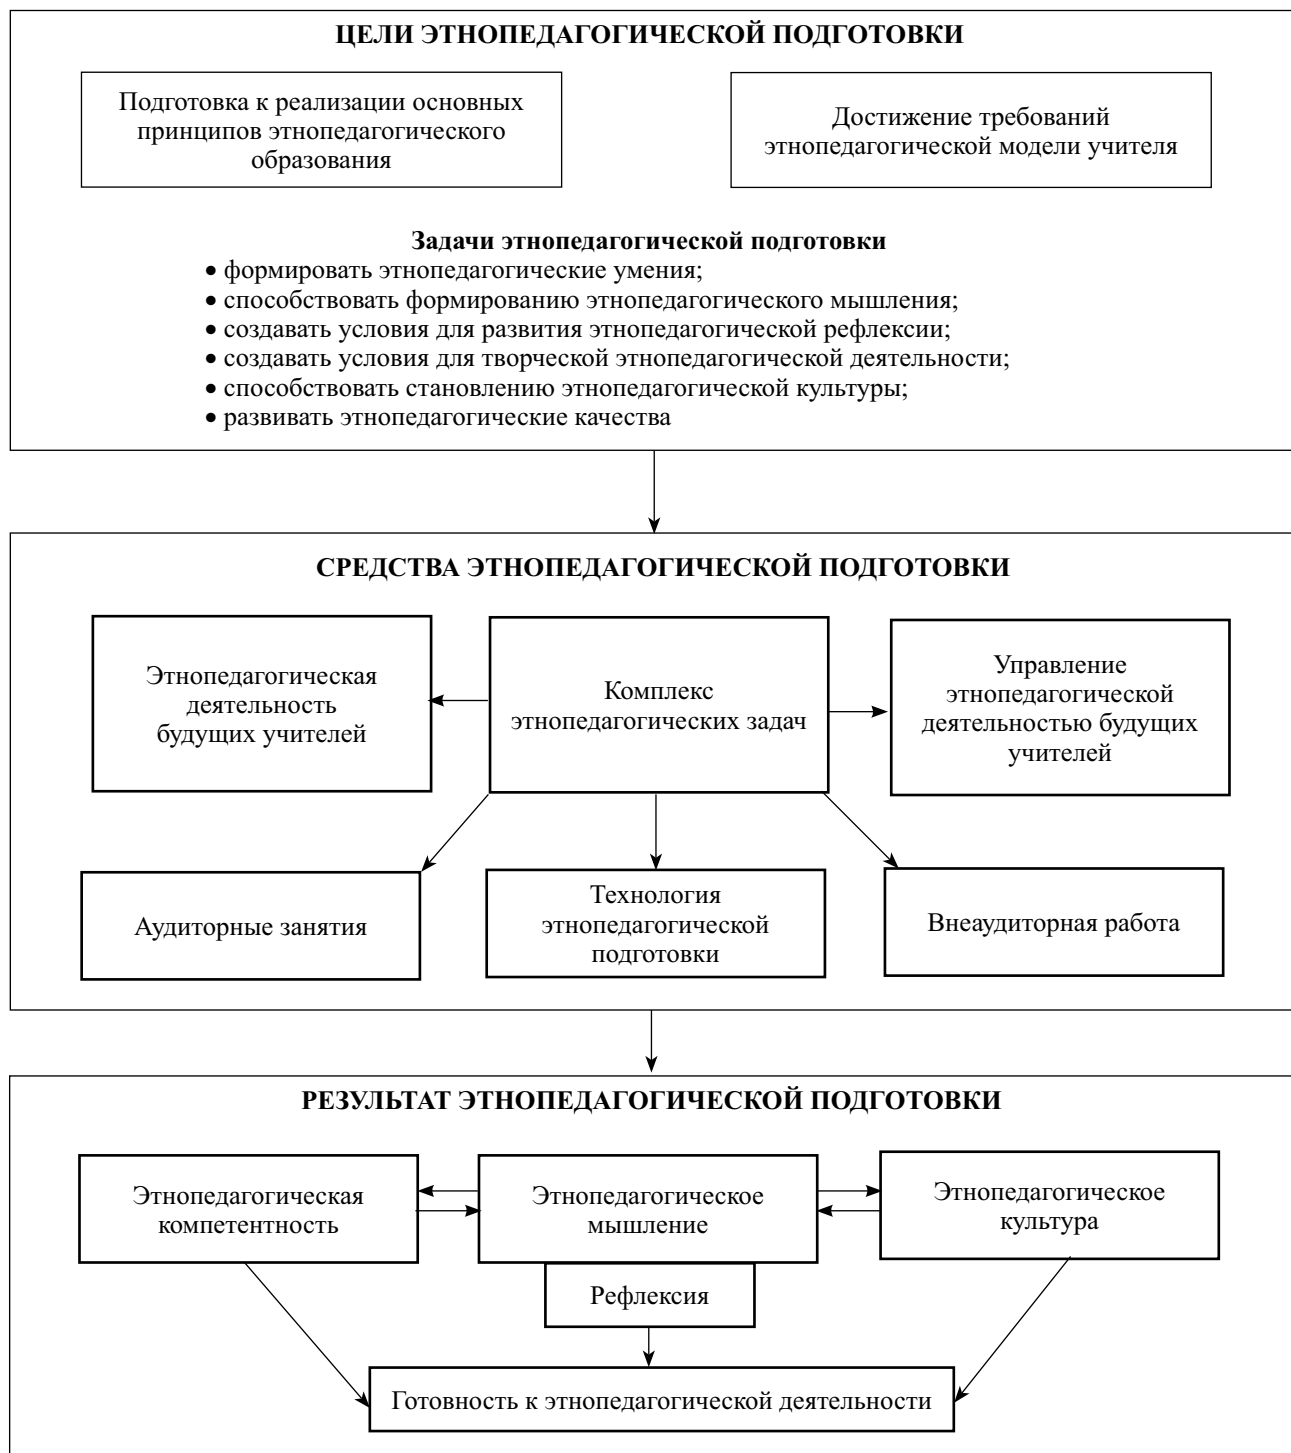 ЦЕЛИ ЭТНОПЕДАГОГИЧЕСКОЙ ПОДГОТОВКИ
Подготовка к реализации основных
принципов этнопедагогического
образования
Достижение требований
этнопедагогической модели учителя
Задачи этнопедагогической подготовки
• формировать этнопедагогические умения;
• способствовать формированию этнопедагогического мышления;
• создавать условия для развития этнопедагогической рефлексии;
• создавать условия для творческой этнопедагогической деятельности;
• способствовать становлению этнопедагогической культуры;
• развивать этнопедагогические качества
СРЕДСТВА ЭТНОПЕДАГОГИЧЕСКОЙ ПОДГОТОВКИ
Этнопедагогическая
деятельность
будущих учителей
Комплекс
этнопедагогических задач
Управление
этнопедагогической
деятельностью будущих
учителей
Аудиторные занятия
Технология
этнопедагогической
подготовки
Внеаудиторная работа
РЕЗУЛЬТАТ ЭТНОПЕДАГОГИЧЕСКОЙ ПОДГОТОВКИ
Этнопедагогическая
компетентность
Этнопедагогическое
мышление
Этнопедагогическое
культура
Рефлексия
Готовность к этнопедагогической деятельности